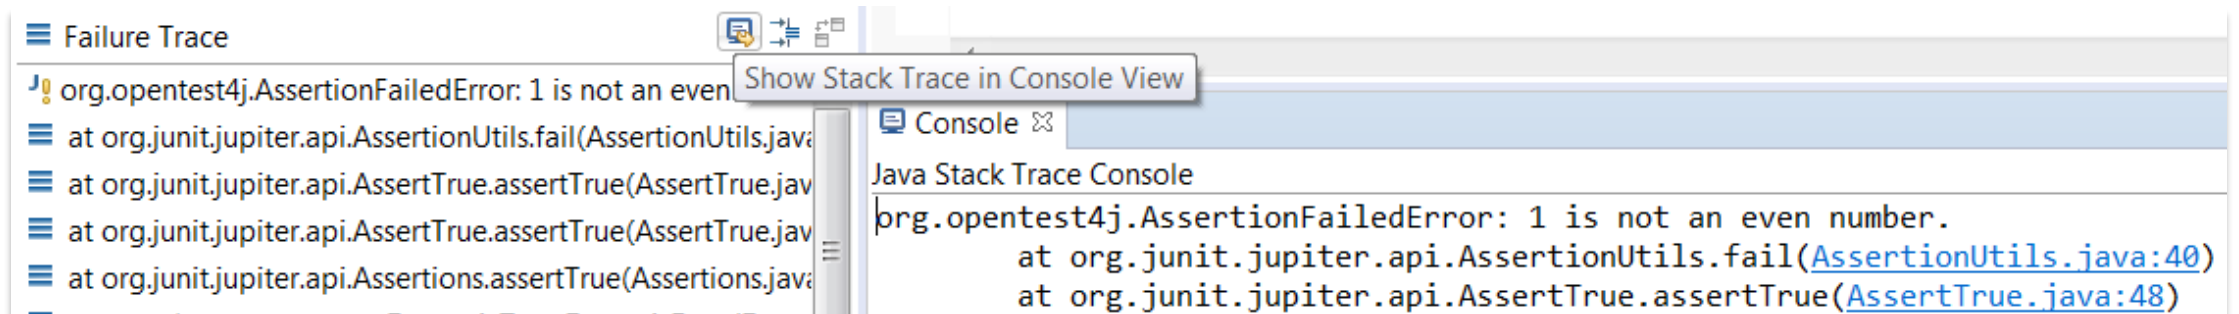 Failure Trace
org.opentest4j.AssertionFailedError: 1 is not an even
at org.junit.jupiter.api.AssertionUtils.fail(AssertionUtils.java
at org.junit.jupiter.api.AssertTrue.assertTrue(AssertTrue.jav
at org.junit.jupiter.api.AssertTrue.assertTrue(AssertTrue.jav
at org.junit.jupiter.api.Assertions.assertTrue(Assertions.java
Show Stack Trace in Console View
Console
Java Stack Trace Console
org.opentest4j.AssertionFailedError: 1 is not an even number.
at org.junit.jupiter.api.AssertionUtils.fail(AssertionUtils.java:40)
at org.junit.jupiter.api.AssertTrue.assertTrue(AssertTrue.java:48)